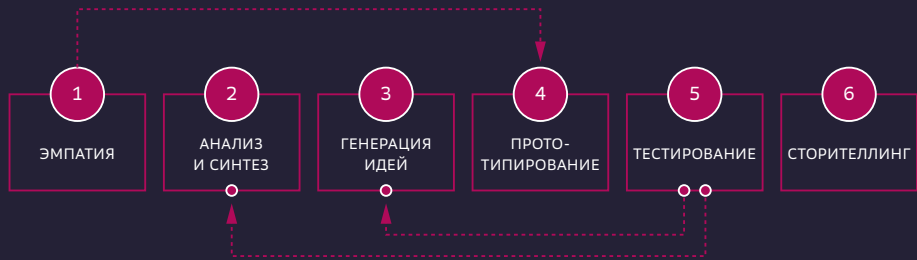 1
ЭМПАТИЯ
2
АНАЛИЗ
И СИНТЕЗ
3
ГЕНЕРАЦИЯ
ИДЕЙ
4
ПРОТО-
ТИПИРОВАНИЕ
5
ТЕСТИРОВАНИЕ
6
СТОРИТЕЛЛИНГ